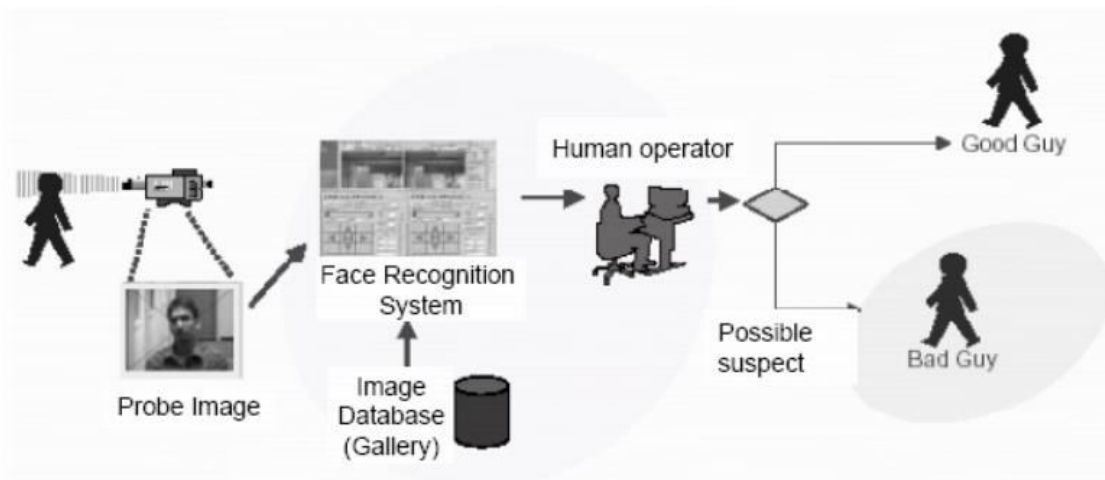 Human operator
Good Guy
Face Recognition
System
Possible
suspect
Bad Guy
Probe Image
Image
Database
(Gallery)